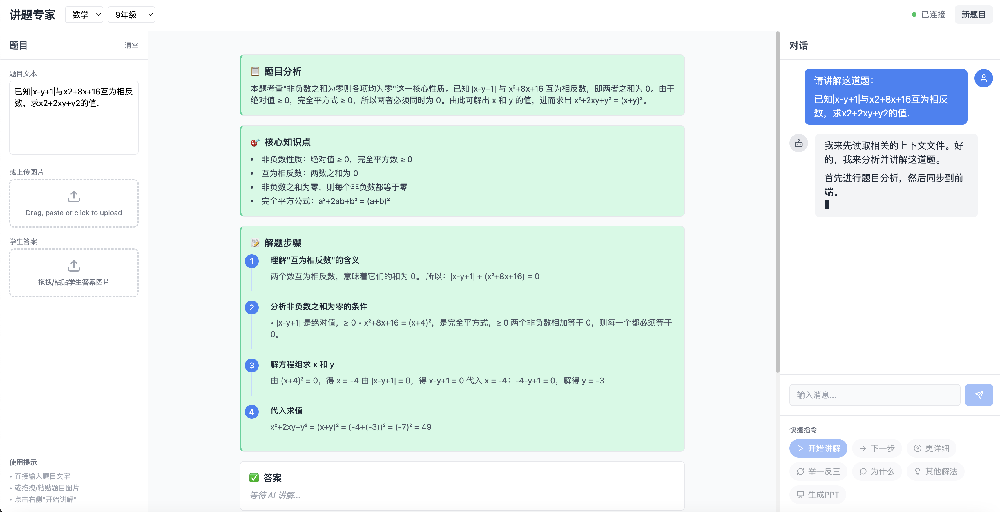 讲题专家
数学
9年级
已连接
新题目
题目
清空
题目文本
已知|x-y+1|与x2+8x+16互为相反
数，求x2+2xy+y2的值.
或上传图片
Drag, paste or click to upload
学生答案
拖拽/粘贴学生答案图片
使用提示
• 直接输入题目文字
• 或拖拽/粘贴题目图片
• 点击右侧"开始讲解"
题目分析
本题考查"非负数之和为零则各项均为零"这一核心性质。已知 |x-y+1| 与 x²+8x+16 互为相反数，即两者之和为 0。由于
绝对值 ≥ 0，完全平方式 ≥ 0，所以两者必须同时为 0。由此可解出 x 和 y 的值，进而求出 x²+2xy+y² = (x+y)²。
核心知识点
• 非负数性质：绝对值 ≥ 0，完全平方数 ≥ 0
• 互为相反数：两数之和为 0
• 非负数之和为零，则每个非负数都等于零
• 完全平方公式：a²+2ab+b² = (a+b)²
解题步骤
1 理解"互为相反数"的含义
两个数互为相反数，意味着它们的和为 0。 所以：|x-y+1| + (x²+8x+16) = 0
2 分析非负数之和为零的条件
• |x-y+1| 是绝对值，≥ 0 • x²+8x+16 = (x+4)²，是完全平方式，≥ 0 两个非负数相加等于 0，则每一个都必须等于
0。
3 解方程组求 x 和 y
由 (x+4)² = 0，得 x = -4 由 |x-y+1| = 0，得 x-y+1 = 0 代入 x = -4：-4-y+1 = 0，解得 y = -3
4 代入求值
x²+2xy+y² = (x+y)² = (-4+(-3))² = (-7)² = 49
答案
等待 AI 讲解...
对话
请讲解这道题：
已知|x-y+1|与x2+8x+16互为相反
数，求x2+2xy+y2的值.
我来先读取相关的上下文文件。好
的，我来分析并讲解这道题。
首先进行题目分析，然后同步到前
端。
输入消息...
快捷指令
开始讲解
下一步
更详细
举一反三
为什么
其他解法
生成PPT